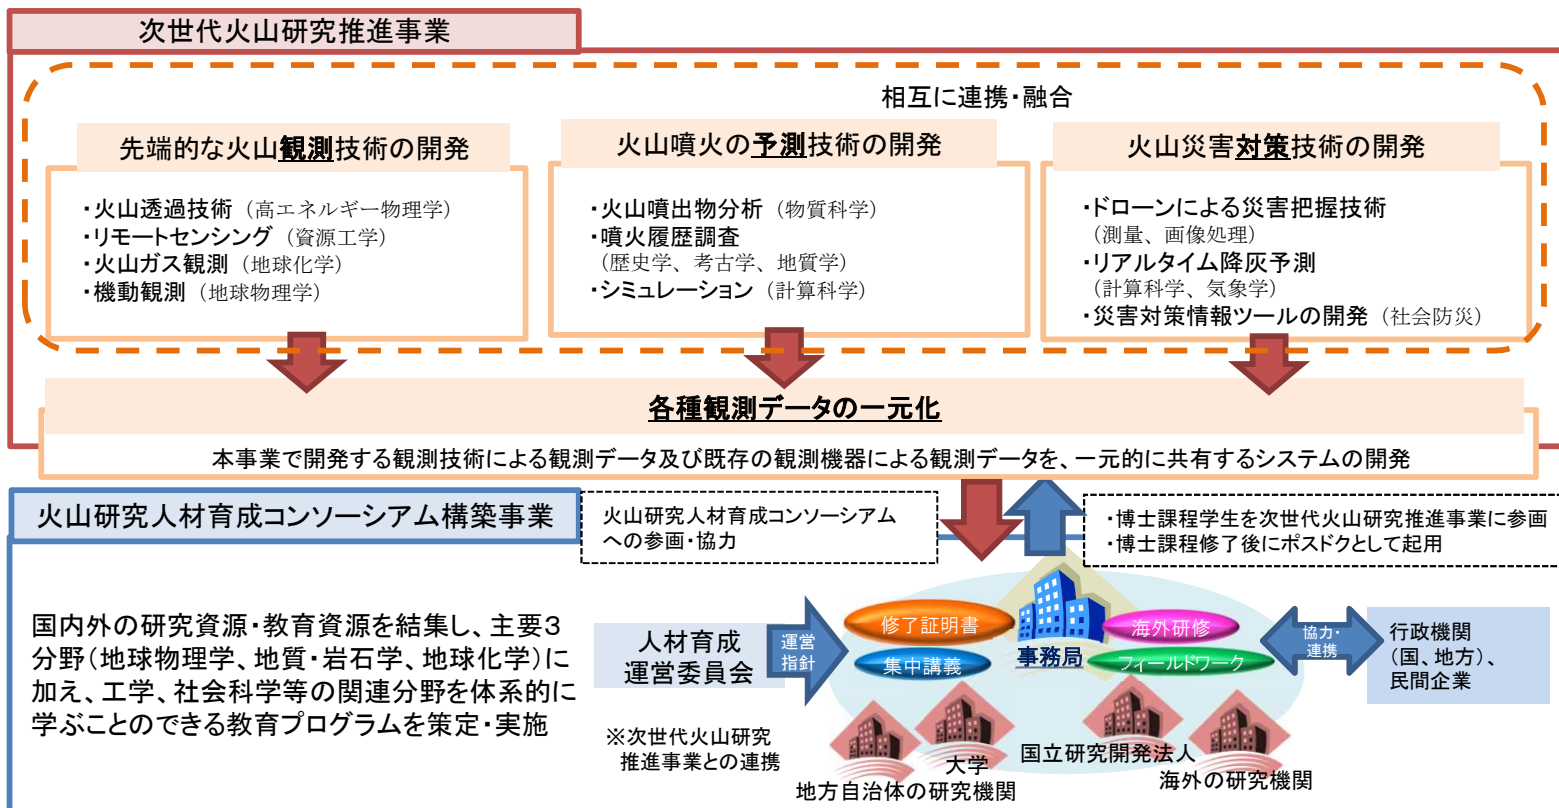 次世代火山研究推進事業
相互に連携・融合
先端的な火山観測技術の開発
・火山透過技術（高エネルギー物理学）
・リモートセンシング（資源工学）
・火山ガス観測（地球化学）
・機動観測（地球物理学）
火山噴火の予測技術の開発
・火山噴出物分析（物質科学）
・噴火履歴調査
（歴史学、考古学、地質学）
・シミュレーション（計算科学）
火山災害対策技術の開発
・ドローンによる災害把握技術
（測量、画像処理）
・リアルタイム降灰予測
（計算科学、気象学）
・災害対策情報ツールの開発（社会防災）
各種観測データの一元化
本事業で開発する観測技術による観測データ及び既存の観測機器による観測データを、一元的に共有するシステムの開発
火山研究人材育成コンソーシアム構築事業
火山研究人材育成コンソーシアム
への参画・協力
・博士課程学生を次世代火山研究推進事業に参画
・博士課程修了後にポスドクとして起用
国内外の研究資源・教育資源を結集し、主要３
分野（地球物理学、地質・岩石学、地球化学）に
加え、工学、社会科学等の関連分野を体系的に
学ぶことのできる教育プログラムを策定・実施
人材育成
運営委員会
運営
指針
※次世代火山研究
推進事業との連携
修了証明書
集中講義
事務局
海外研修
フィールドワーク
協力・
連携
行政機関
（国、地方）、
民間企業
大学
地方自治体の研究機関
国立研究開発法人
海外の研究機関